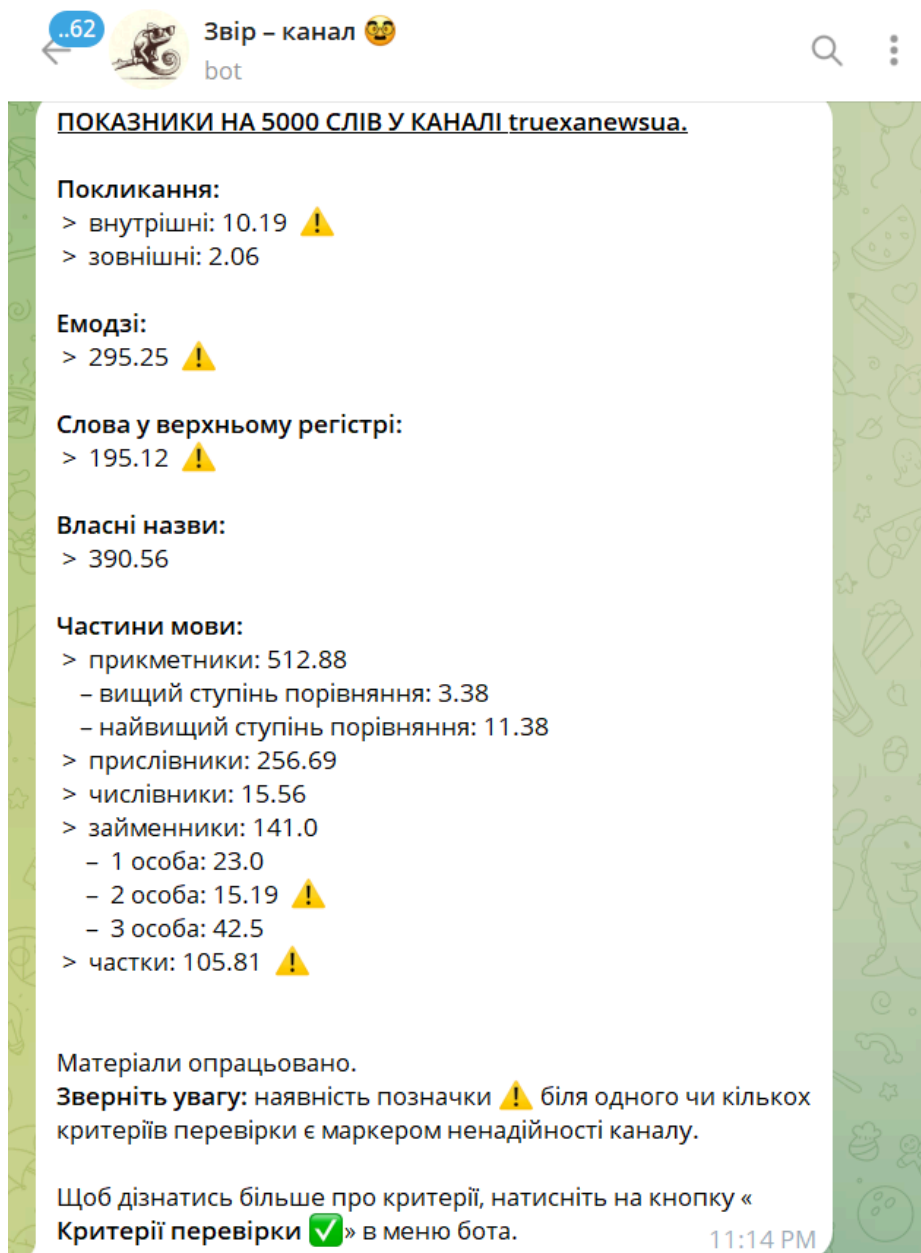 ..62
Звір – канал 🥸
bot
ПОКАЗНИКИ НА 5000 СЛІВ У КАНАЛІ truexanewsua.
Покликання:
> внутрішні: 10.19 ⚠️
> зовнішні: 2.06
Емодзі:
> 295.25 ⚠️
Слова у верхньому регістрі:
> 195.12 ⚠️
Власні назви:
> 390.56
Частини мови:
> прикметники: 512.88
– вищий ступінь порівняння: 3.38
– найвищий ступінь порівняння: 11.38
> прислівники: 256.69
> числівники: 15.56
> займенники: 141.0
– 1 особа: 23.0
– 2 особа: 15.19 ⚠️
– 3 особа: 42.5
> частки: 105.81 ⚠️
Матеріали опрацьовано.
Зверніть увагу: наявність позначки ⚠️ біля одного чи кількох
критеріїв перевірки є маркером ненадійності каналу.
Щоб дізнатись більше про критерії, натисніть на кнопку «
Критерії перевірки ✅» в меню бота.
11:14 PM